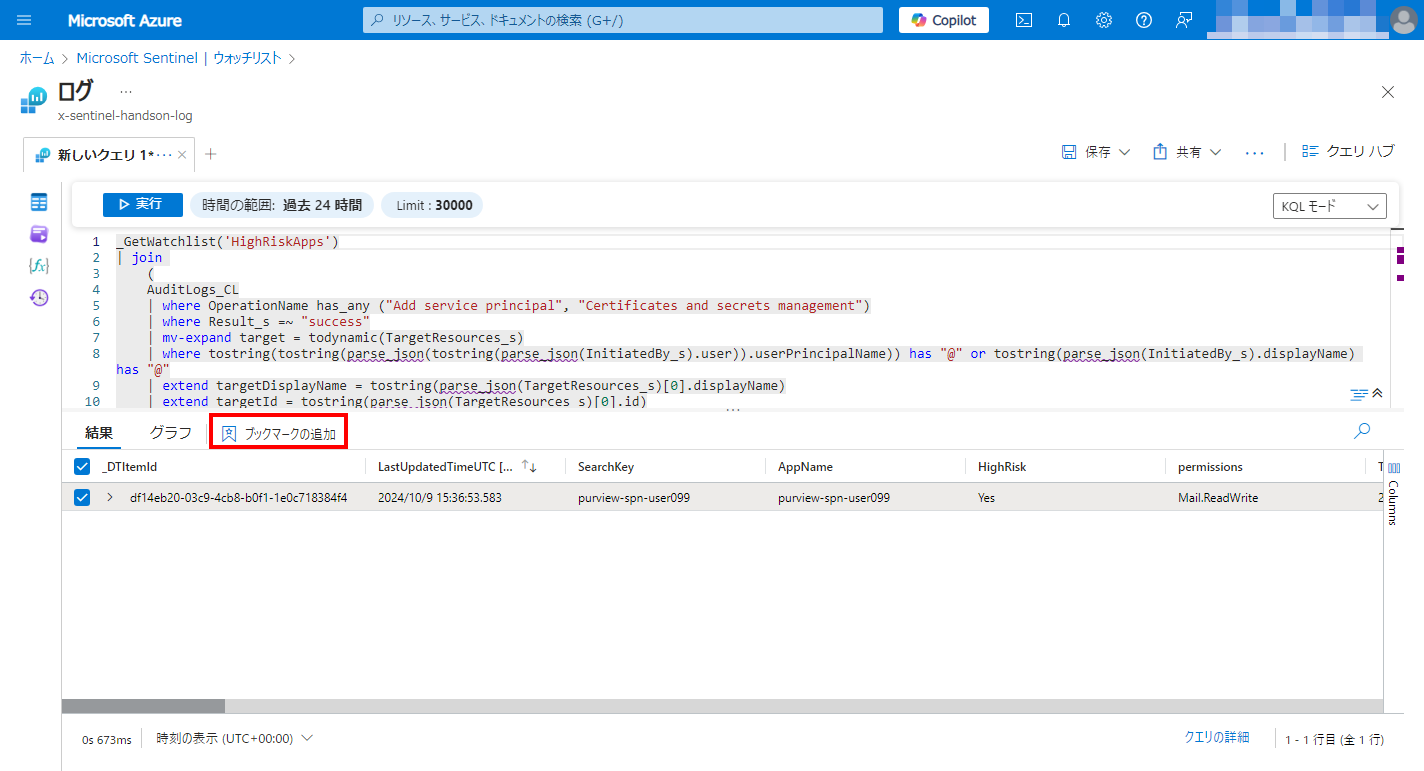 Microsoft Azure
リソース、サービス、ドキュメントの検索 (G+/)
Copilot
ホーム > Microsoft Sentinel | ウォッチリスト >
ログ ...
x-sentinel-handson-log
新しいクエリ 1* ... × +
保存
共有
...
クエリ ハブ
実行
時間の範囲: 過去 24 時間
Limit : 30000
KQL モード
1 _GetWatchlist('HighRiskApps')
2 | join
3 (
4 AuditLogs_CL
5 | where OperationName has_any ("Add service principal", "Certificates and secrets management")
6 | where Result_s =~ "success"
7 | mv-expand target = todynamic(TargetResources_s)
8 | where tostring(tostring(parse_json(tostring(parse_json(InitiatedBy_s).user)).userPrincipalName)) has "@" or tostring(parse_json(InitiatedBy_s).displayName)
has "@"
9 | extend targetDisplayName = tostring(parse_json(TargetResources_s)[0].displayName)
10 | extend targetId = tostring(parse_json(TargetResources_s)[0].id)
結果
グラフ
ブックマークの追加
_DTItemId LastUpdatedTimeUTC [... SearchKey AppName HighRisk permissions T
df14eb20-03c9-4cb8-b0f1-1e0c718384f4 2024/10/9 15:36:53.583 purview-spn-user099 purview-spn-user099 Yes Mail.ReadWrite 2
Columns
0s 673ms
時刻の表示 (UTC+00:00)
クエリの詳細
1 - 1 行目 (全 1 行)